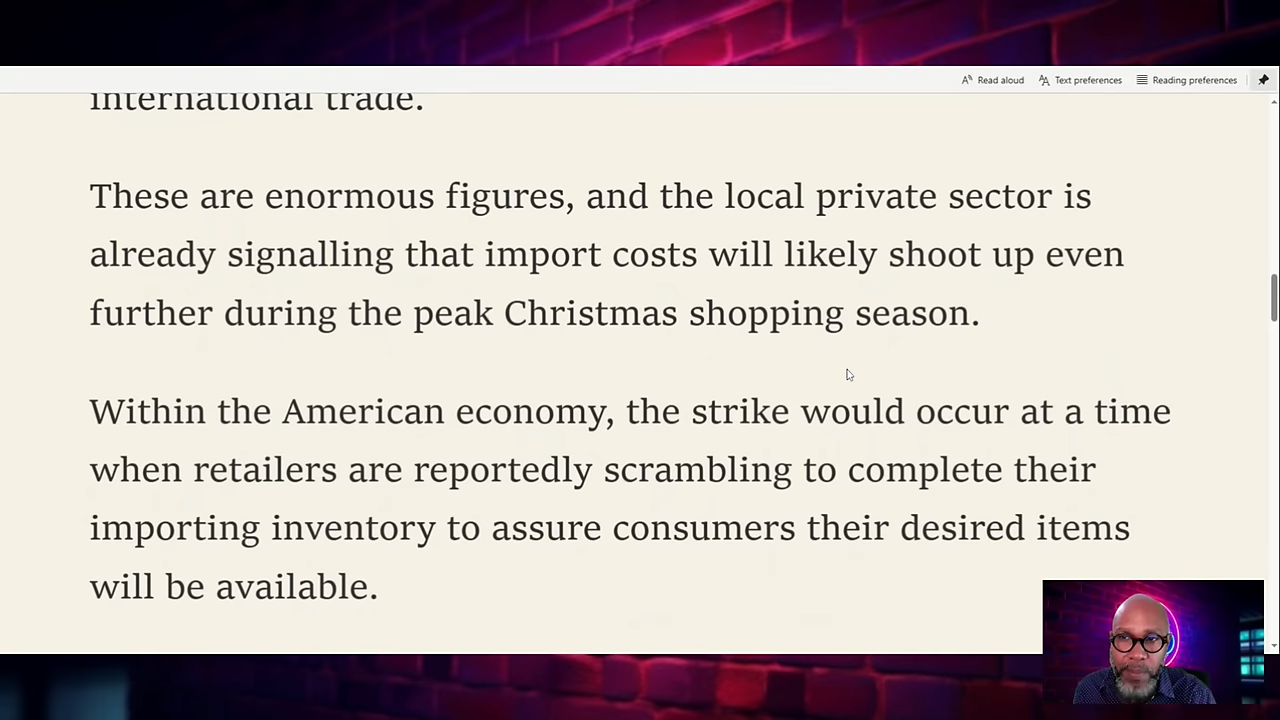 Read aloud
Text preferences
Reading preferences
international trade.
These are enormous figures, and the local private sector is
already signalling that import costs will likely shoot up even
further during the peak Christmas shopping season.
Within the American economy, the strike would occur at a time
when retailers are reportedly scrambling to complete their
importing inventory to assure consumers their desired items
will be available.